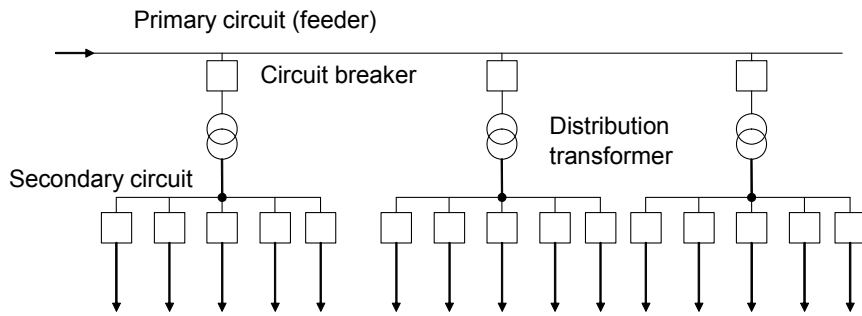 Primary circuit (feeder)
Circuit breaker
Distribution
transformer
Secondary circuit